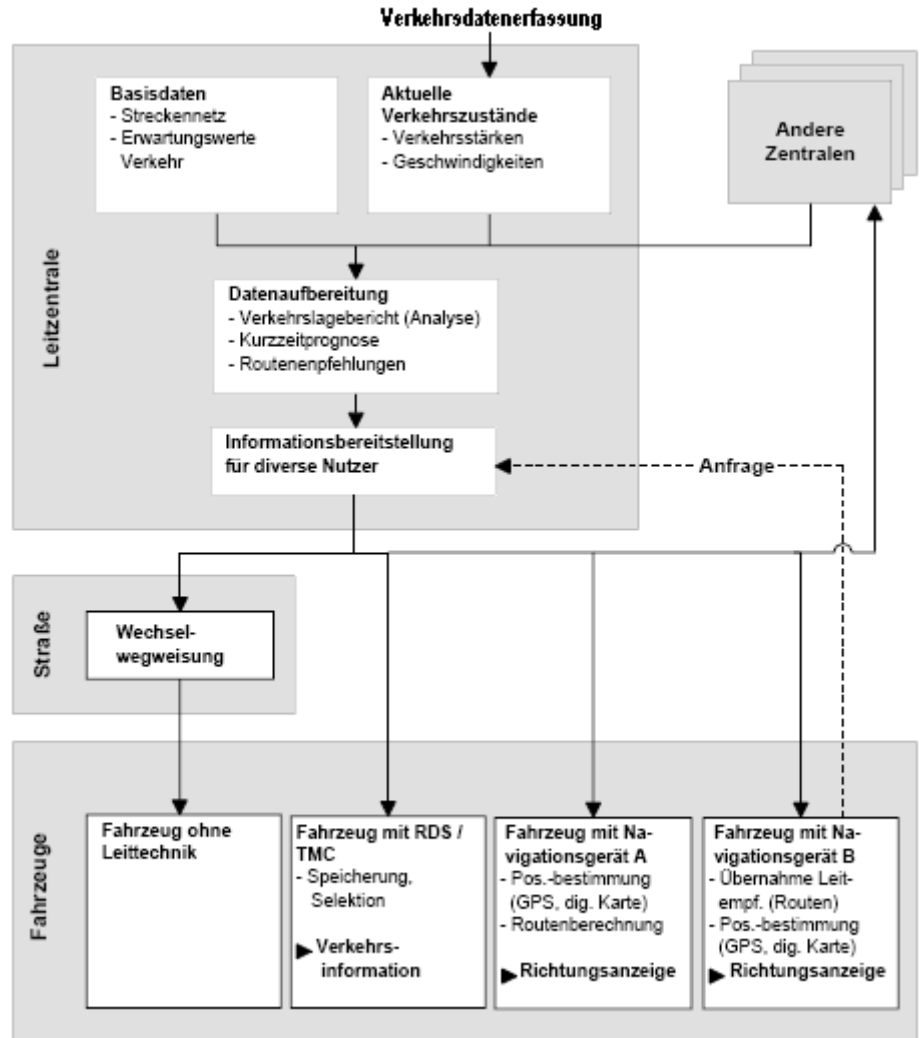 Verkehrsdatenerfassung
Basisdaten
- Streckennetz
- Erwartungswerte
Verkehr
Aktuelle
Verkehrszustände
- Verkehrsstärken
- Geschwindigkeiten
Andere
Zentralen
Leitzentrale
Datenaufbereitung
- Verkehrslagebericht (Analyse)
- Kurzzeitprognose
- Routenenpfehlungen
Informationsbereitstellung
für diverse Nutzer
Anfrage
Straße
Wechsel-
wegweisung
Fahrzeuge
Fahrzeug ohne
Leittechnik
Fahrzeug mit RDS /
TMC
- Speicherung,
Selektion
Verkehrs-
information
Fahrzeug mit Na-
vigationsgerät A
- Pos.-bestimmung
(GPS, dig. Karte)
- Routenberechnung
Richtungsanzeige
Fahrzeug mit Na-
vigationsgerät B
- Übernahme Leit-
empf. (Routen)
- Pos.-bestimmung
(GPS, dig. Karte)
Richtungsanzeige